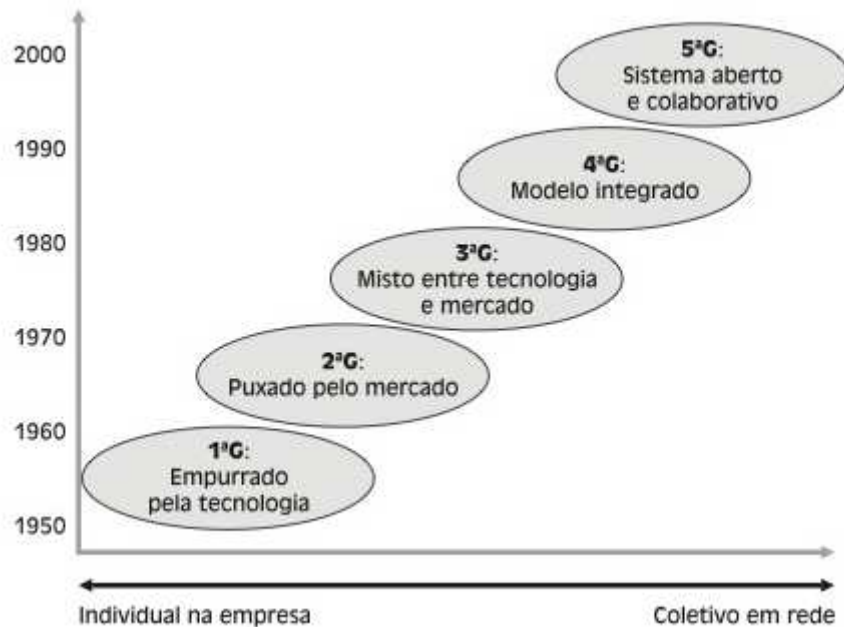 2000
1990
1980
1970
1960
1950
5ªG:
Sistema aberto
e colaborativo
4ªG:
Modelo integrado
3ªG:
Misto entre tecnologia
e mercado
2ªG:
Puxado pelo mercado
1ªG:
Empurrado
pela tecnologia
Individual na empresa
Coletivo em rede